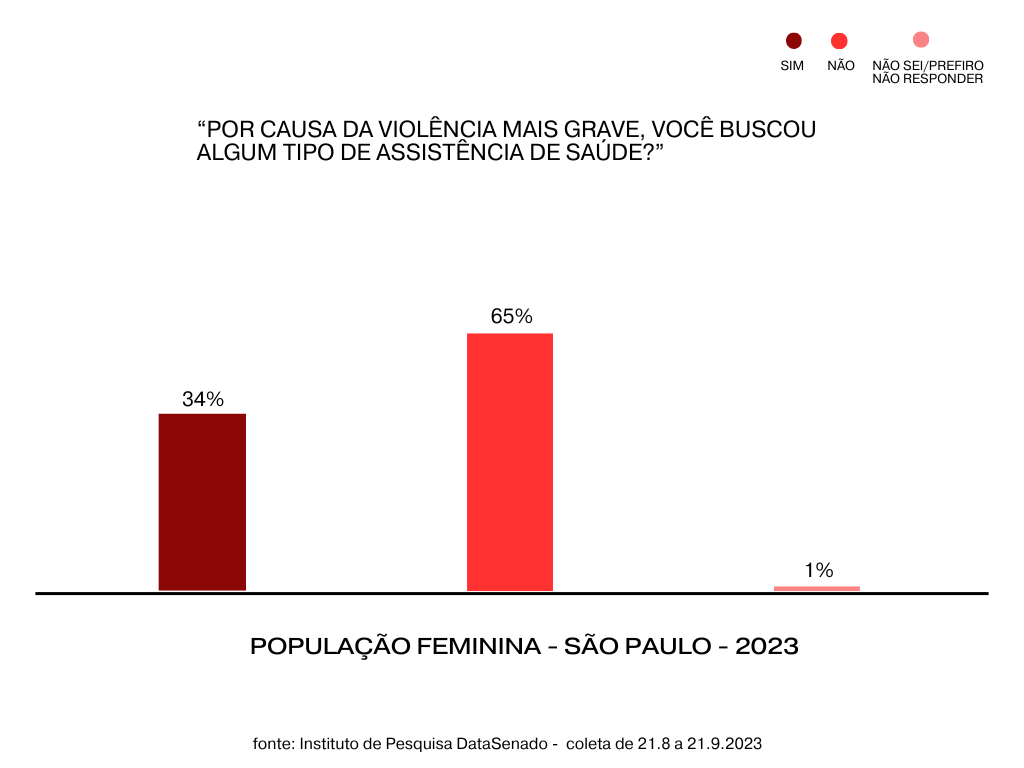 SIM
NÃO
NÃO SEI/PREFIRO
NÃO RESPONDER
“POR CAUSA DA VIOLÊNCIA MAIS GRAVE, VOCÊ BUSCOU
ALGUM TIPO DE ASSISTÊNCIA DE SAÚDE?”
34%
65%
1%
POPULAÇÃO FEMININA - SÃO PAULO - 2023
fonte: Instituto de Pesquisa DataSenado - coleta de 21.8 a 21.9.2023